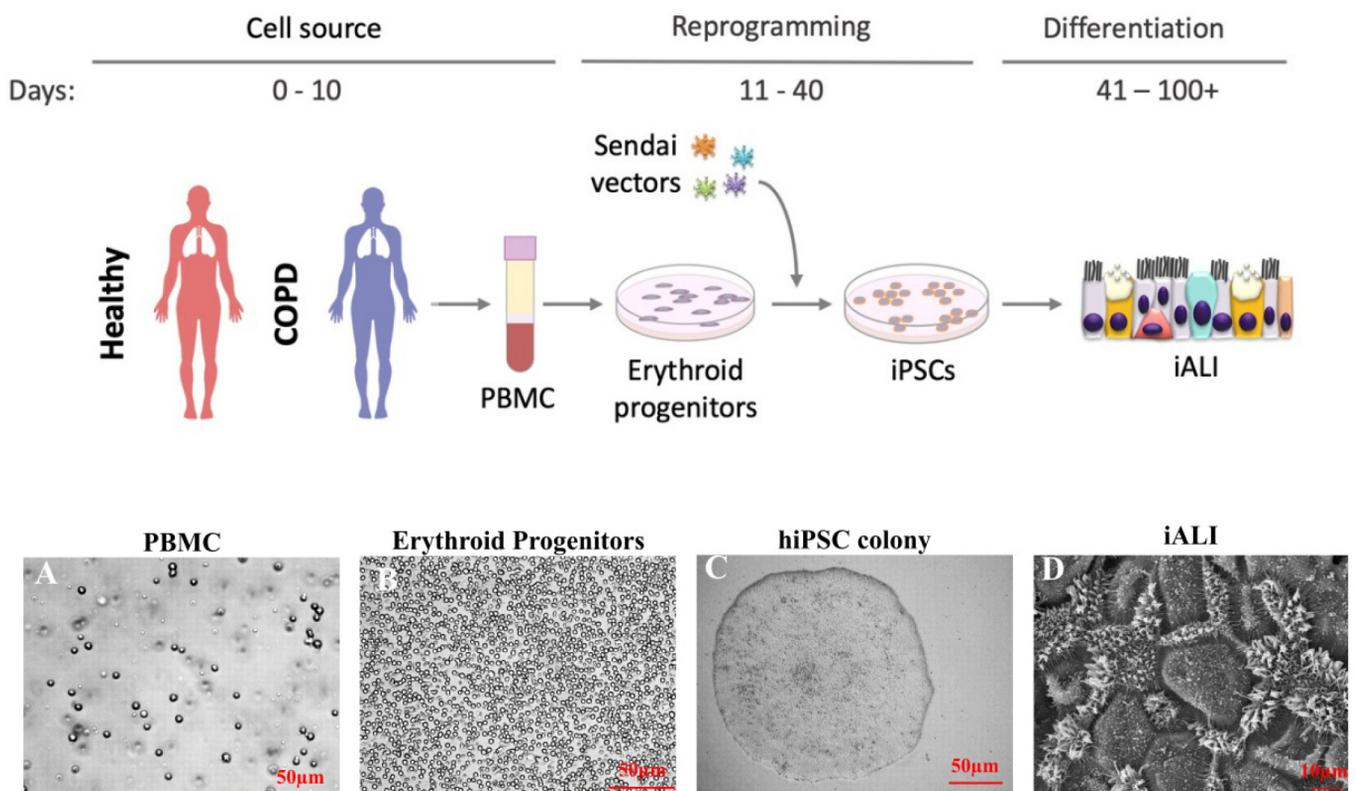 Cell source
Reprogramming
Differentiation
Days:
0 - 10
11 - 40
41 – 100+
Sendai
vectors
Healthy
COPD
PBMC
Erythroid
progenitors
iPSCs
iALI
PBMC
Erythroid Progenitors
hiPSC colony
iALI
A
B
C
D
50µm
50µm
50µm
10µm